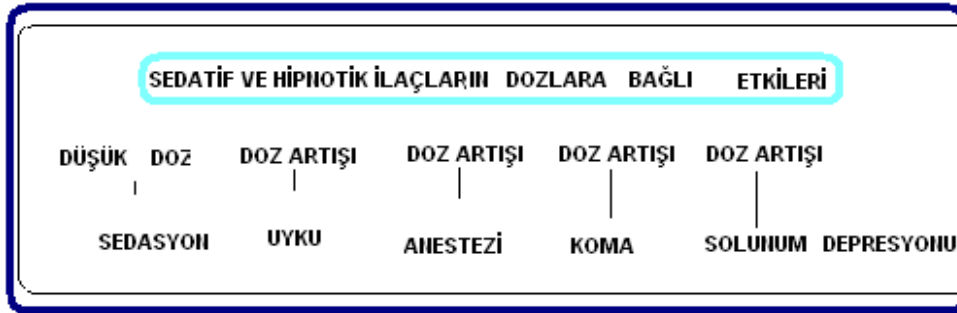 SEDATİF VE HİPNOTİK İLAÇLARIN DOZLARA BAĞLI ETKİLERİ
DÜŞÜK DOZ DOZ ARTIŞI DOZ ARTIŞI DOZ ARTIŞI DOZ ARTIŞI
SEDASYON UYKU ANESTEZİ KOMA SOLUNUM DEPRESYONU